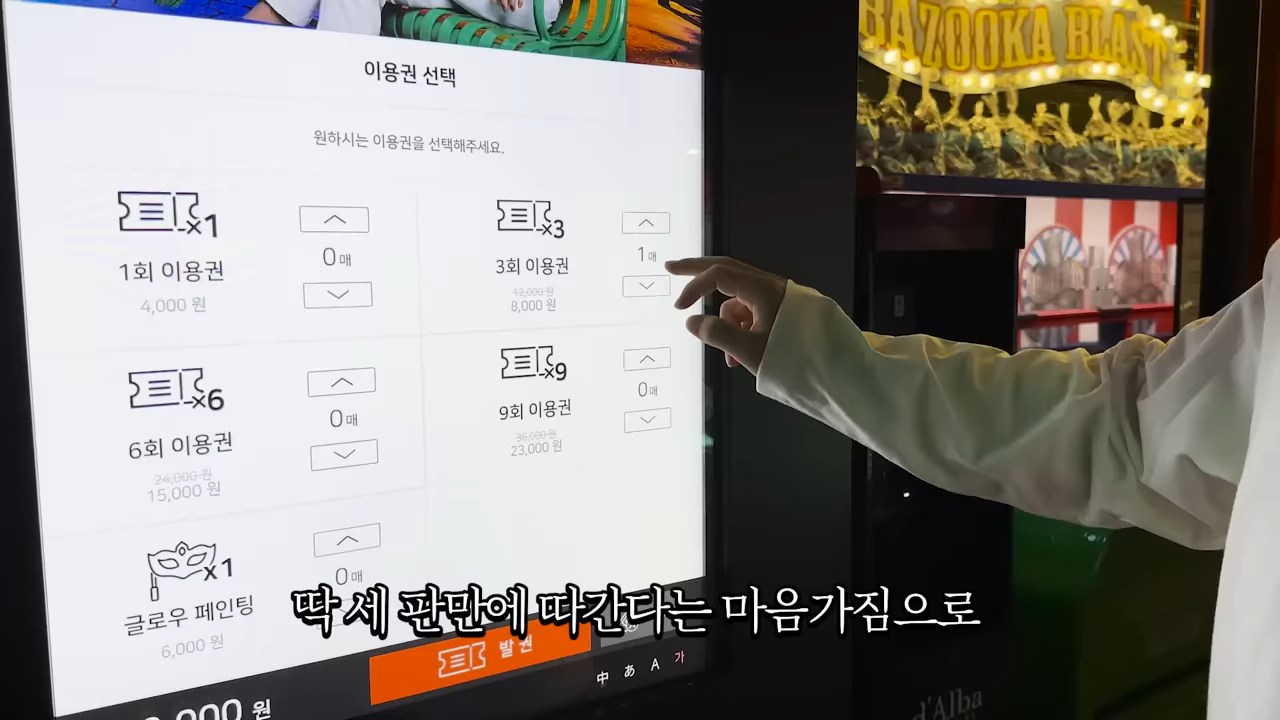 이용권 선택
원하시는 이용권을 선택해주세요.
x1
1회 이용권
4,000 원
0 매
x3
3회 이용권
12,000 원
8,000 원
1 매
x6
6회 이용권
24,000 원
15,000 원
0 매
x9
9회 이용권
36,000 원
23,000 원
0 매
x1
글로우 페인팅
6,000 원
0 매
딱 세 판만에 따간다는 마음가짐으로
발권
中 あ A 가
원
BAZOOKA BLAST
d'Alba